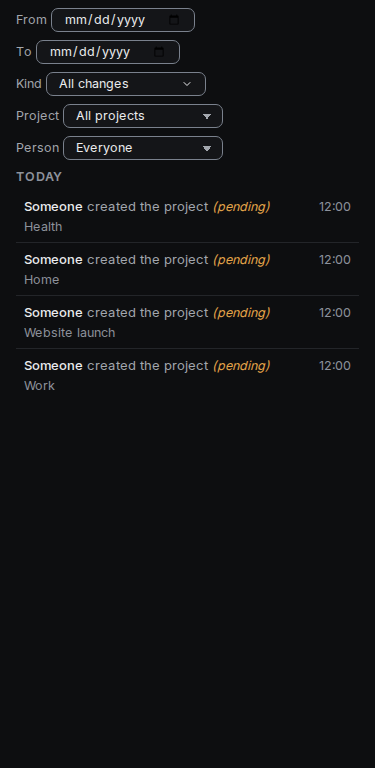 From mm/dd/yyyy
To mm/dd/yyyy
Kind All changes
Project All projects
Person Everyone
TODAY
Someone created the project (pending) 12:00
Health
Someone created the project (pending) 12:00
Home
Someone created the project (pending) 12:00
Website launch
Someone created the project (pending) 12:00
Work